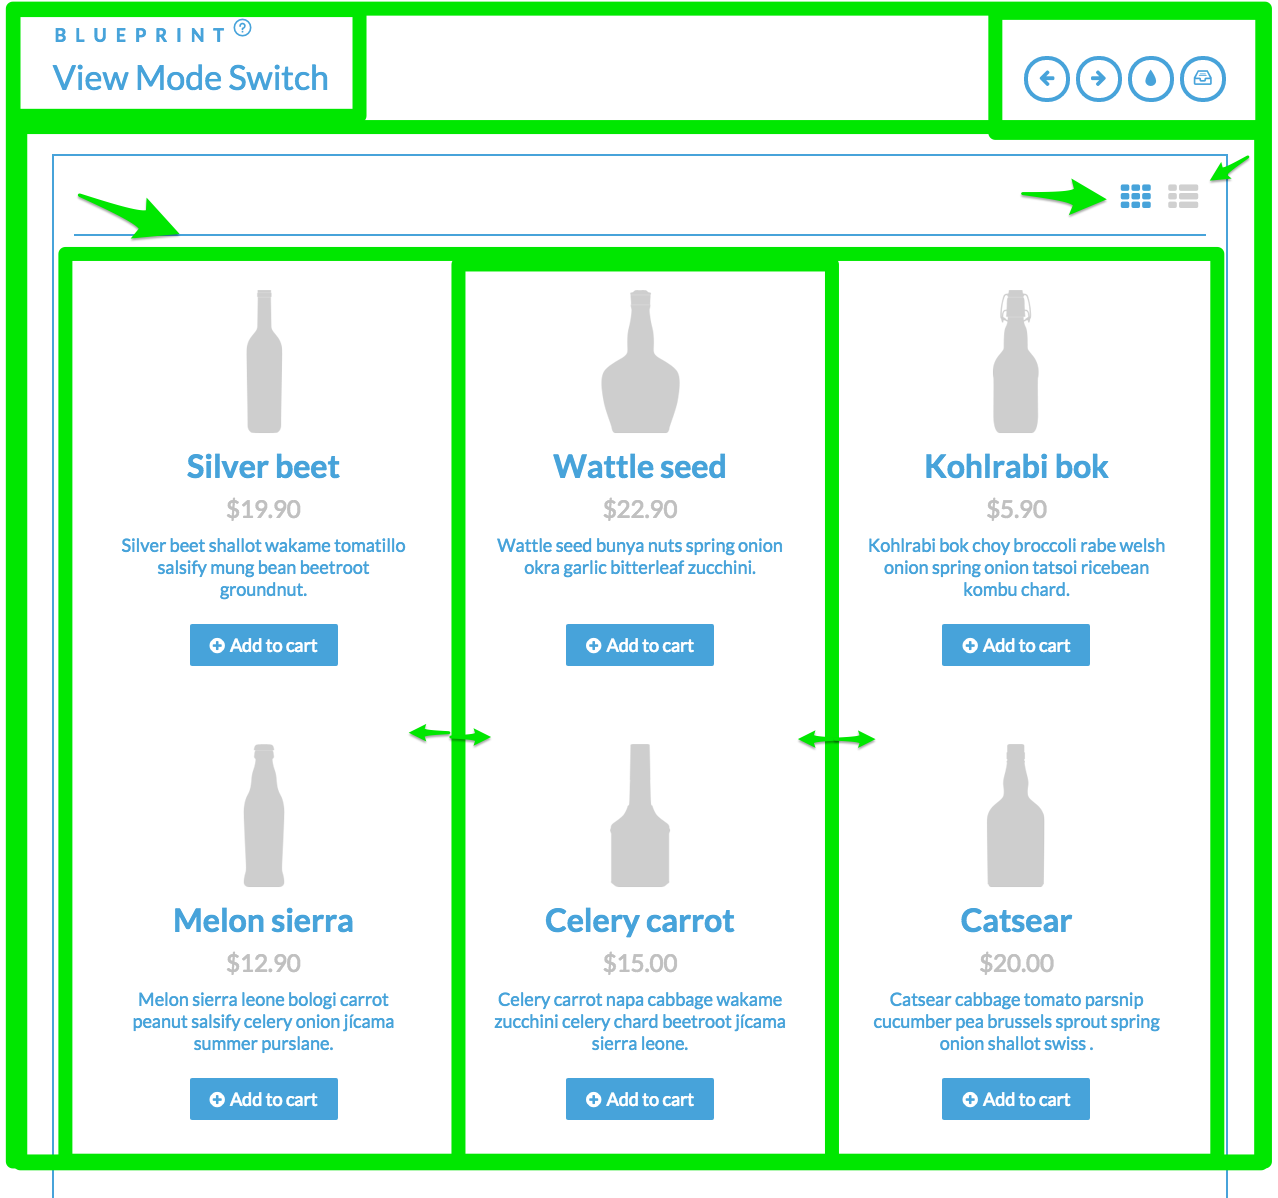 BLUEPRINT ?
View Mode Switch
Silver beet
$19.90
Silver beet shallot wakame tomatillo
salsify mung bean beetroot
groundnut.
Add to cart
Wattle seed
$22.90
Wattle seed bunya nuts spring onion
okra garlic bitterleaf zucchini.
Add to cart
Kohlrabi bok
$5.90
Kohlrabi bok choy broccoli rabe welsh
onion spring onion tatsoi ricebean
kombu chard.
Add to cart
Melon sierra
$12.90
Melon sierra leone bologi carrot
peanut salsify celery onion jícama
summer purslane.
Add to cart
Celery carrot
$15.00
Celery carrot napa cabbage wakame
zucchini celery chard beetroot jícama
sierra leone.
Add to cart
Catsear
$20.00
Catsear cabbage tomato parsnip
cucumber pea brussels sprout spring
onion shallot swiss .
Add to cart